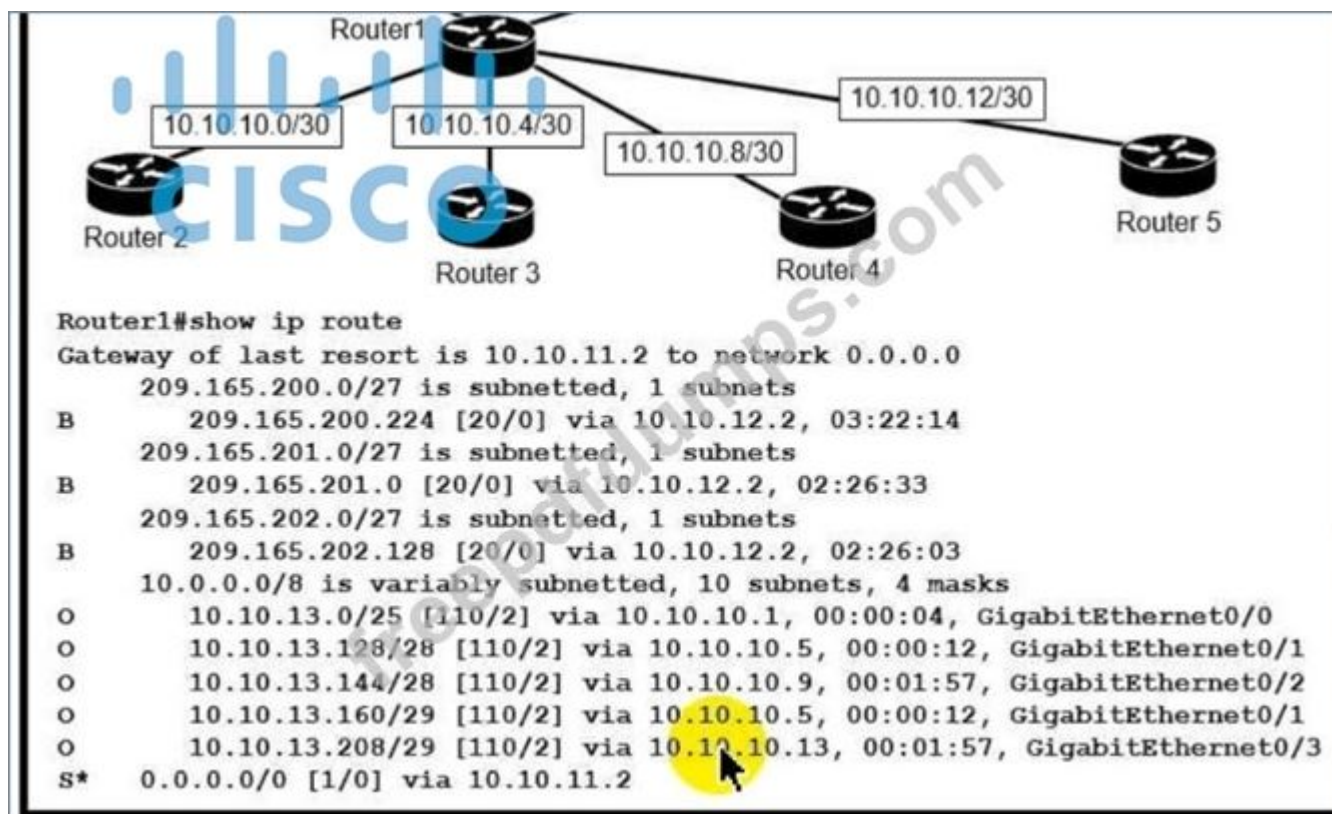 Router1
10.10.10.12/30
10.10.10.0/30
10.10.10.4/30
10.10.10.8/30
CISCO
Router 2
Router 3
Router 4
Router 5
freepdfdumps.com
Router1#show ip route
Gateway of last resort is 10.10.11.2 to network 0.0.0.0
209.165.200.0/27 is subnetted, 1 subnets
B 209.165.200.224 [20/0] via 10.10.12.2, 03:22:14
209.165.201.0/27 is subnetted, 1 subnets
B 209.165.201.0 [20/0] via 10.10.12.2, 02:26:33
209.165.202.0/27 is subnetted, 1 subnets
B 209.165.202.128 [20/0] via 10.10.12.2, 02:26:03
10.0.0.0/8 is variably subnetted, 10 subnets, 4 masks
O 10.10.13.0/25 [110/2] via 10.10.10.1, 00:00:04, GigabitEthernet0/0
O 10.10.13.128/28 [110/2] via 10.10.10.5, 00:00:12, GigabitEthernet0/1
O 10.10.13.144/28 [110/2] via 10.10.10.9, 00:01:57, GigabitEthernet0/2
O 10.10.13.160/29 [110/2] via 10.10.10.5, 00:00:12, GigabitEthernet0/1
O 10.10.13.208/29 [110/2] via 10.10.10.13, 00:01:57, GigabitEthernet0/3
S* 0.0.0.0/0 [1/0] via 10.10.11.2